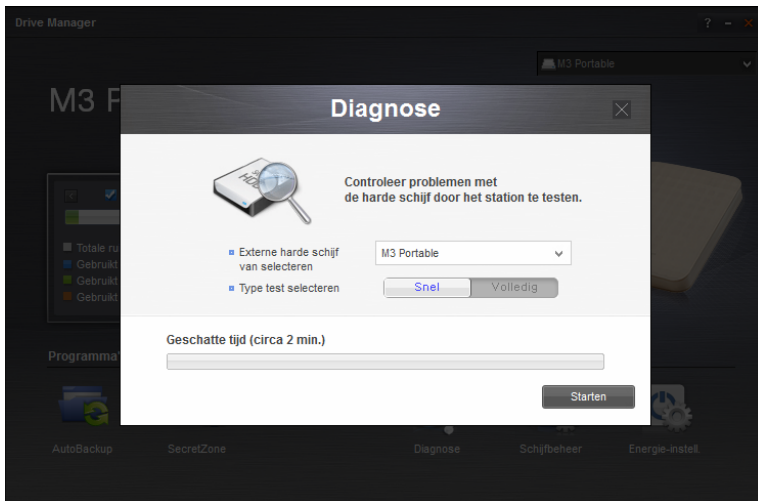 Drive Manager
? - ×
M3 Portable
M3 P
Diagnose
Controleer problemen met
de harde schijf door het station te testen.
Externe harde schijf
van selecteren
M3 Portable
Type test selecteren
Snel
Volledig
Totale ru
Gebruikt
Gebruikt
Gebruikt
Geschatte tijd (circa 2 min.)
Programma'
Starten
AutoBackup
SecretZone
Diagnose
Schijfbeheer
Energie-instell.